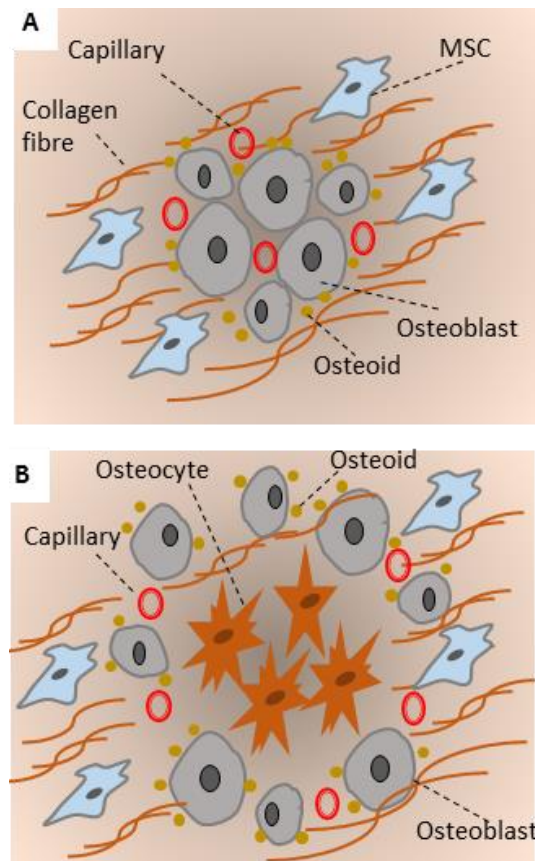 A
Capillary
MSC
Collagen
fibre
Osteoblast
Osteoid
B
Osteocyte
Osteoid
Capillary
Osteoblast